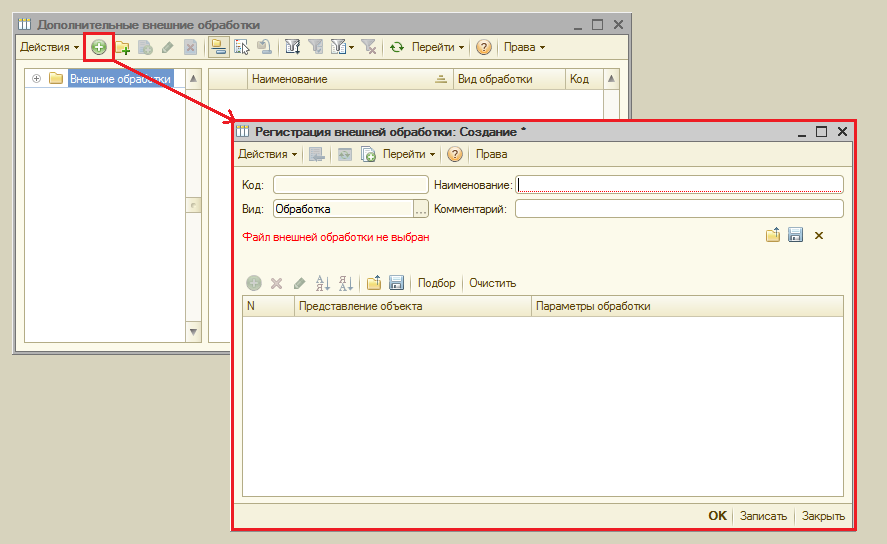 Дополнительные внешние обработки
Действия Перейти Права
Внешние обработки Наименование Вид обработки Код
Регистрация внешней обработки: Создание *
Действия Перейти Права
Код: Наименование:
Вид: Обработка ... Комментарий:
Файл внешней обработки не выбран
Подбор Очистить
N Представление объекта Параметры обработки
OK Записать Закрыть